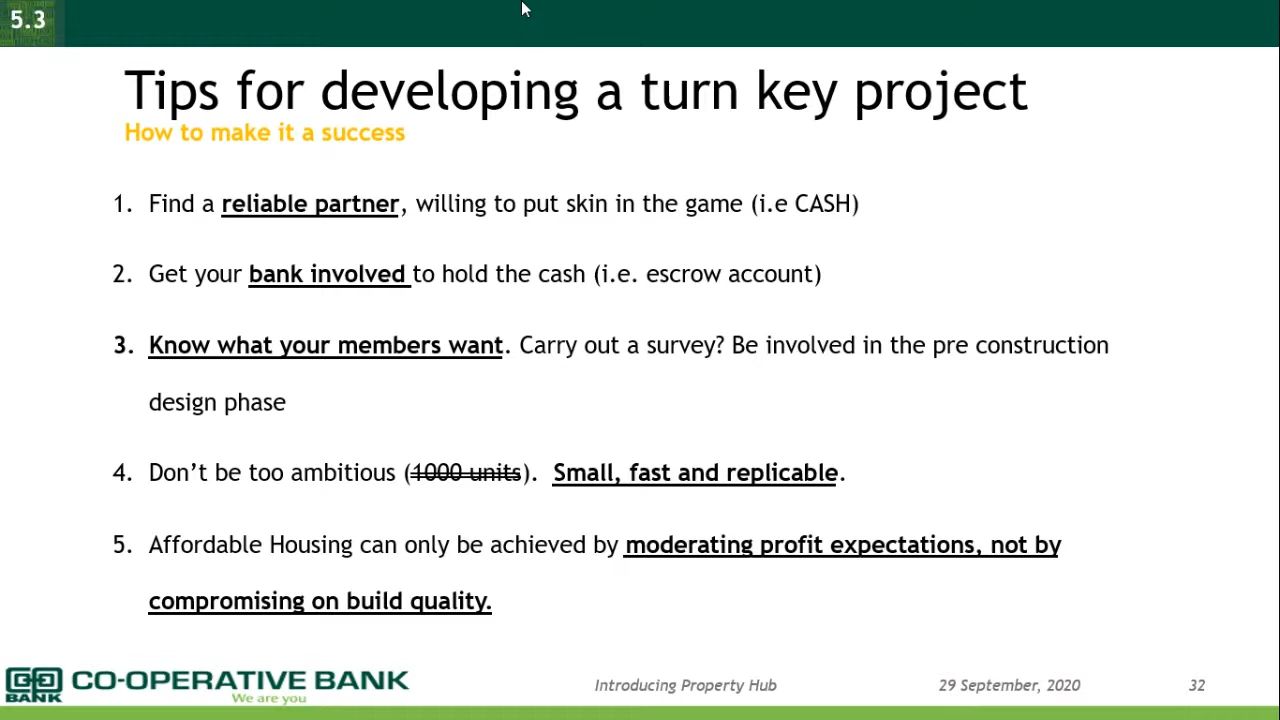 5.3
Tips for developing a turn key project
How to make it a success
1. Find a reliable partner, willing to put skin in the game (i.e CASH)
2. Get your bank involved to hold the cash (i.e. escrow account)
3. Know what your members want. Carry out a survey? Be involved in the pre construction
design phase
4. Don’t be too ambitious (1000 units). Small, fast and replicable.
5. Affordable Housing can only be achieved by moderating profit expectations, not by
compromising on build quality.
BANK CO-OPERATIVE BANK
We are you
Introducing Property Hub 29 September, 2020 32